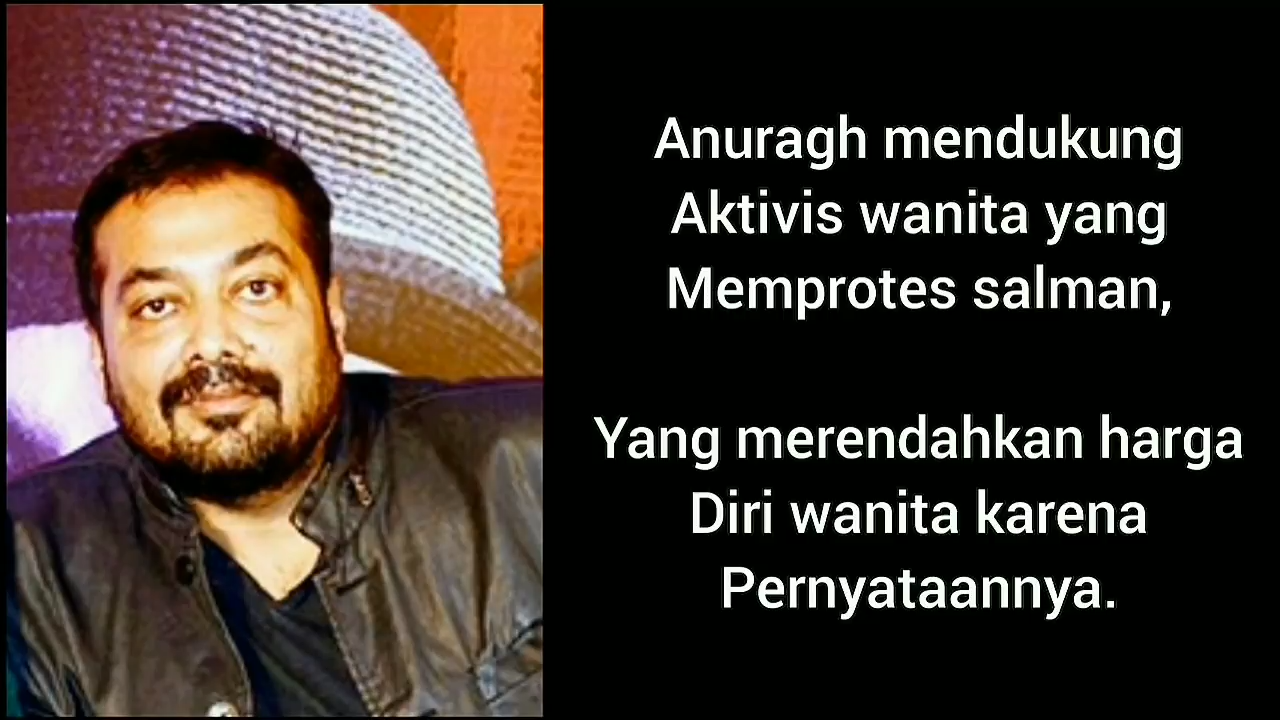 Anuragh mendukung
Aktivis wanita yang
Memprotes salman,
Yang merendahkan harga
Diri wanita karena
Pernyataannya.